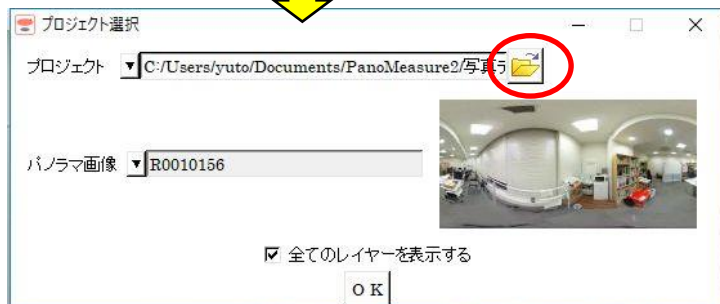 プロジェクト選択
プロジェクト C:/Users/yuto/Documents/PanoMeasure2/写真
パノラマ画像 R0010156
全てのレイヤーを表示する
ＯＫ